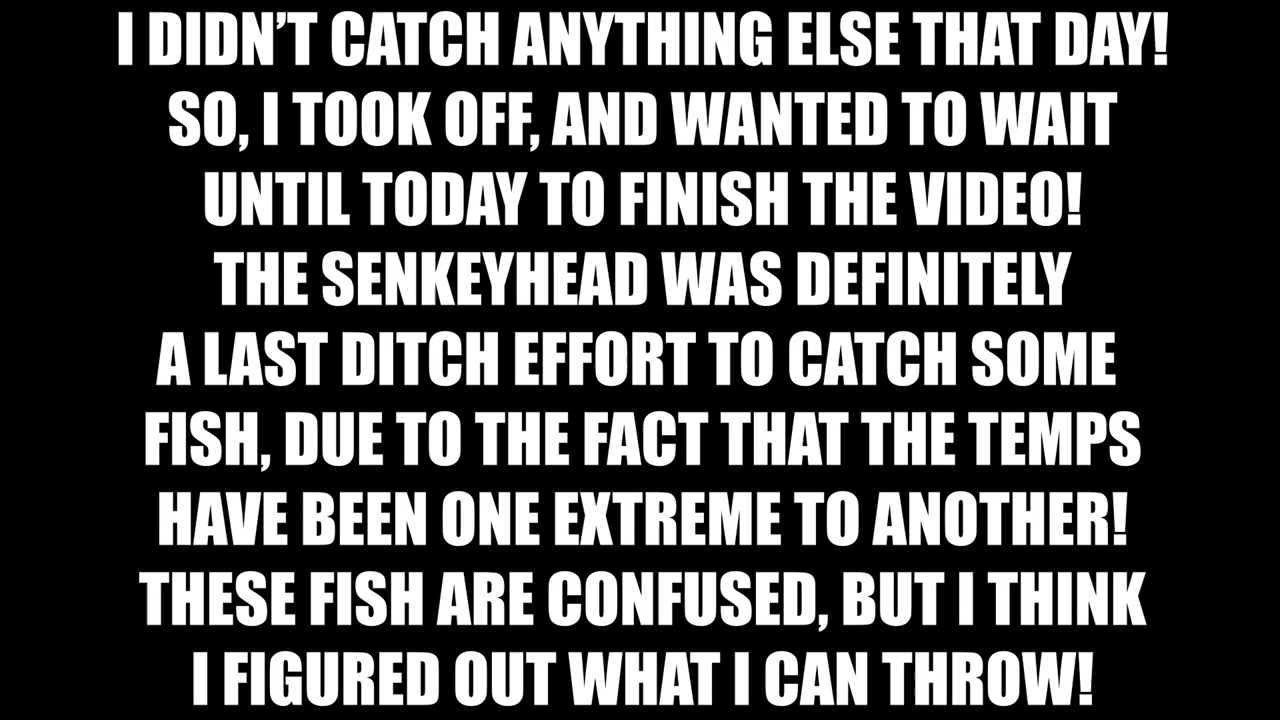 I DIDN’T CATCH ANYTHING ELSE THAT DAY!
SO, I TOOK OFF, AND WANTED TO WAIT
UNTIL TODAY TO FINISH THE VIDEO!
THE SENKEYHEAD WAS DEFINITELY
A LAST DITCH EFFORT TO CATCH SOME
FISH, DUE TO THE FACT THAT THE TEMPS
HAVE BEEN ONE EXTREME TO ANOTHER!
THESE FISH ARE CONFUSED, BUT I THINK
I FIGURED OUT WHAT I CAN THROW!